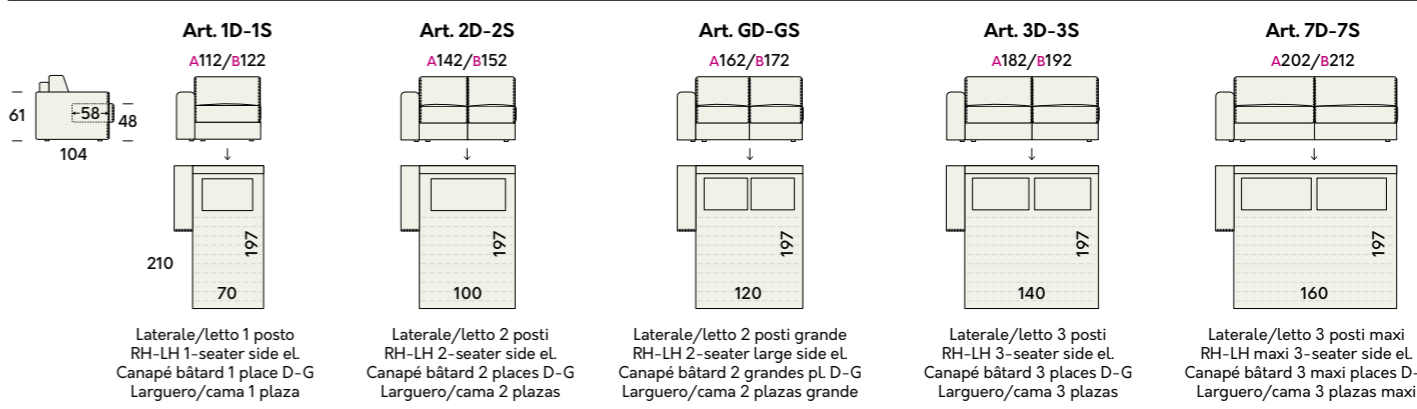 Art. 1D-1S
A112/B122
61
58
48
104
210
197
70
Laterale/letto 1 posto
RH-LH 1-seater side el.
Canapé bâtard 1 place D-G
Larguero/cama 1 plaza
Art. 2D-2S
A142/B152
197
100
Laterale/letto 2 posti
RH-LH 2-seater side el.
Canapé bâtard 2 places D-G
Larguero/cama 2 plazas
Art. GD-GS
A162/B172
197
120
Laterale/letto 2 posti grande
RH-LH 2-seater large side el.
Canapé bâtard 2 grandes pl. D-G
Larguero/cama 2 plazas grande
Art. 3D-3S
A182/B192
197
140
Laterale/letto 3 posti
RH-LH 3-seater side el.
Canapé bâtard 3 places D-G
Larguero/cama 3 plazas
Art. 7D-7S
A202/B212
197
160
Laterale/letto 3 posti maxi
RH-LH maxi 3-seater side el.
Canapé bâtard 3 maxi places D-
Larguero/cama 3 plazas maxi